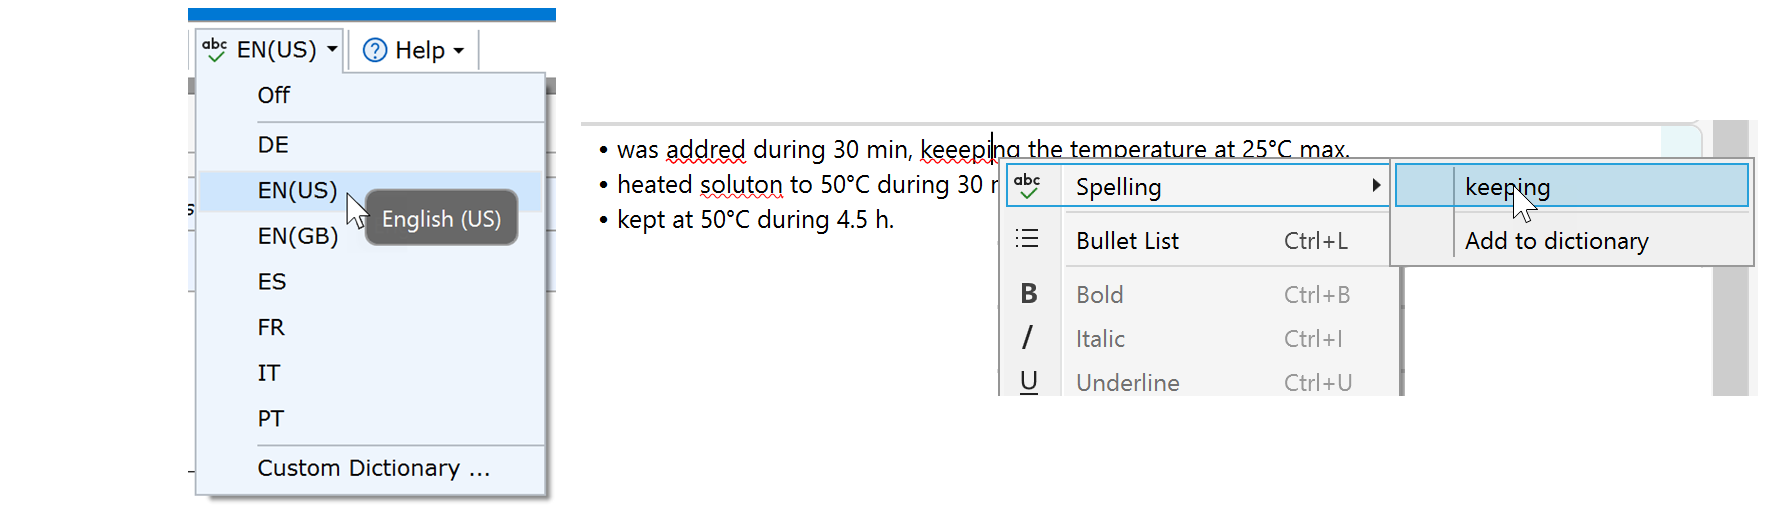 abc EN(US) Help
Off
DE
EN(US)
English (US)
EN(GB)
ES
FR
IT
PT
Custom Dictionary ...
• was addred during 30 min, keeeping the temperature at 25°C max.
• heated soluton to 50°C during 30
• kept at 50°C during 4.5 h.
abc Spelling
Bullet List Ctrl+L
B Bold Ctrl+B
I Italic Ctrl+I
U Underline Ctrl+U
keeping
Add to dictionary